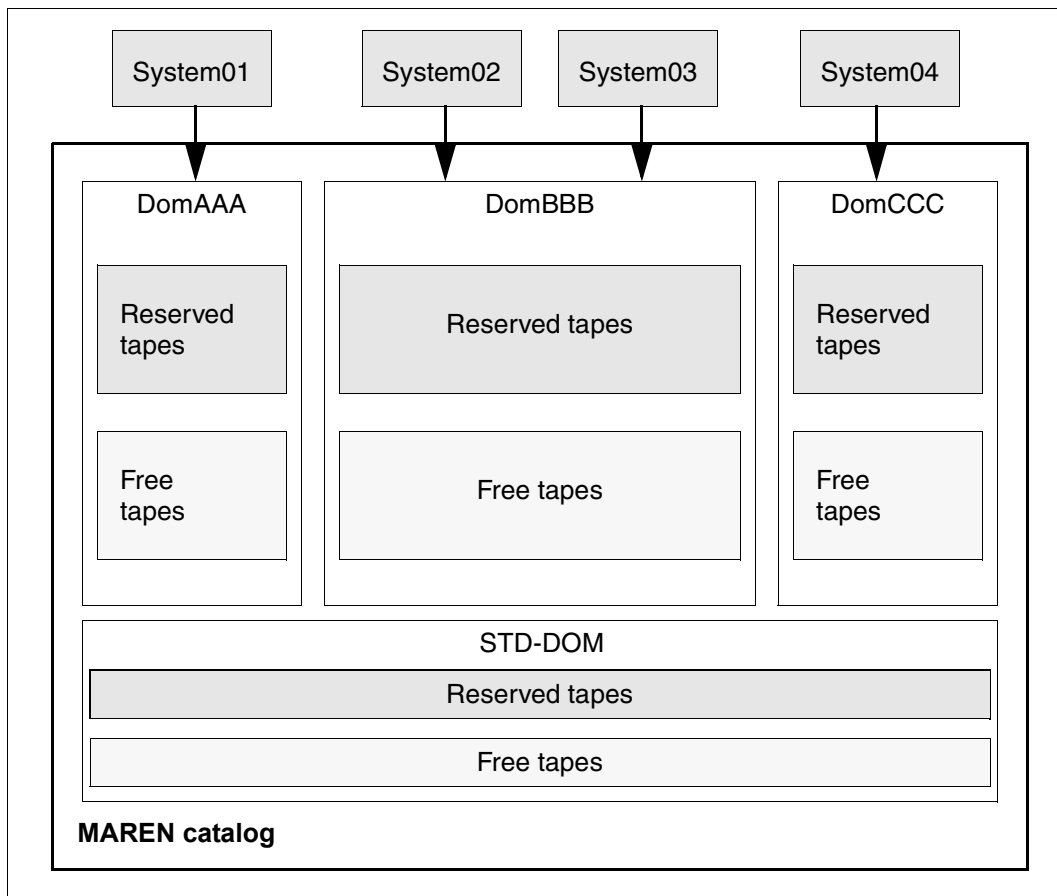 System01
System02
System03
System04
DomAAA
DomBBB
DomCCC
Reserved
tapes
Reserved tapes
Reserved
tapes
Free
tapes
Free tapes
Free
tapes
STD-DOM
Reserved tapes
Free tapes
MAREN catalog